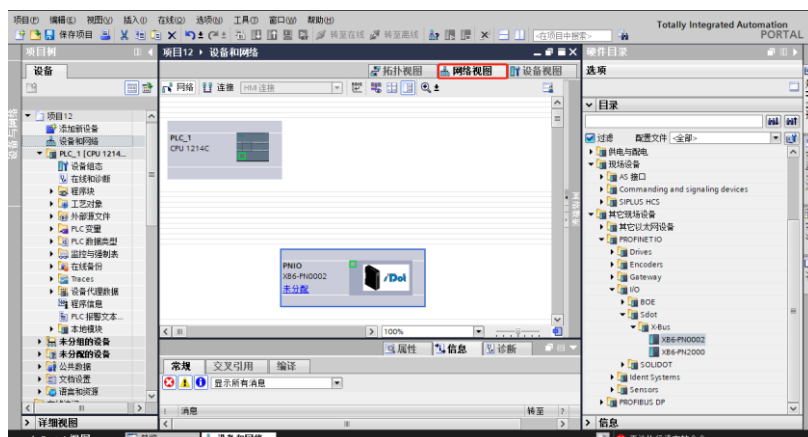 项目(P) 编辑(E) 视图(V) 插入(I) 在线(O) 选项(N) 工具(T) 窗口(W) 帮助(H)
Totally Integrated Automation
PORTAL
保存项目 转至在线 转至离线 <在项目中搜索>
项目树
设备
项目12
添加新设备
设备和网络
PLC_1 [CPU 1214...
设备组态
在线和诊断
程序块
工艺对象
外部源文件
PLC 变量
PLC 数据类型
监控与强制表
在线备份
Traces
设备代理数据
程序信息
PLC 报警文本...
本地模块
未分组的设备
未分配的设备
公共数据
文档设置
语言和资源
详细视图
设备与网络
项目12 ▸ 设备和网络
拓扑视图 网络视图 设备视图
网络 连接 HMI 连接
PLC_1
CPU 1214C
PNIO
XB6-PN0002
未分配
100%
属性 信息 诊断
常规 交叉引用 编译
显示所有消息
! 消息 转至 ?
硬件目录
选项
目录
过滤 配置文件 <全部>
供电与配电
现场设备
AS 接口
Commanding and signaling devices
SIPLUS HCS
其它现场设备
其它以太网设备
PROFINET IO
Drives
Encoders
Gateway
I/O
BOE
Sdot
X-Bus
XB6-PN0002
XB6-PN2000
SOLIDOT
Ident Systems
Sensors
PROFIBUS DP
信息